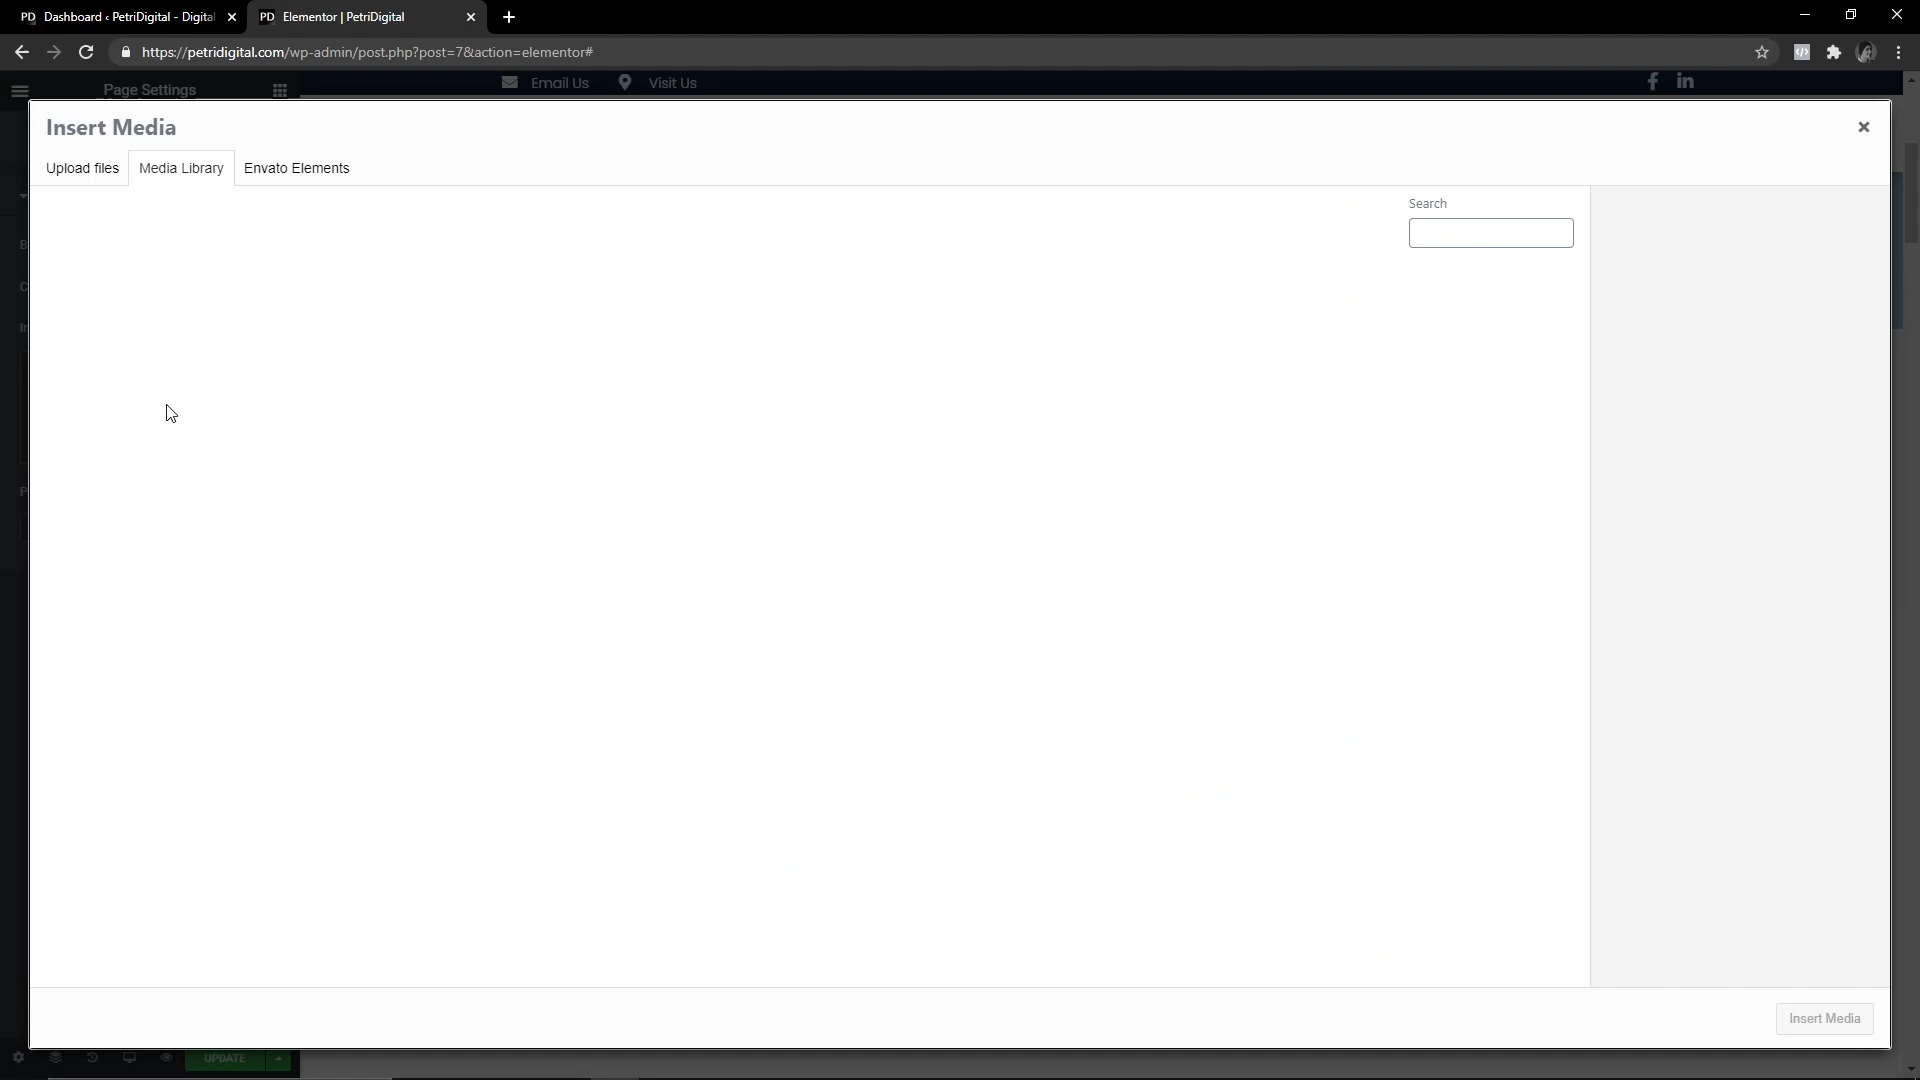 PD Dashboard ‹ PetriDigital - Digital
PD Elementor | PetriDigital
https://petridigital.com/wp-admin/post.php?post=7&action=elementor#
Page Settings
Email Us
Visit Us
Insert Media
Upload files
Media Library
Envato Elements
Search
Insert Media
UPDATE